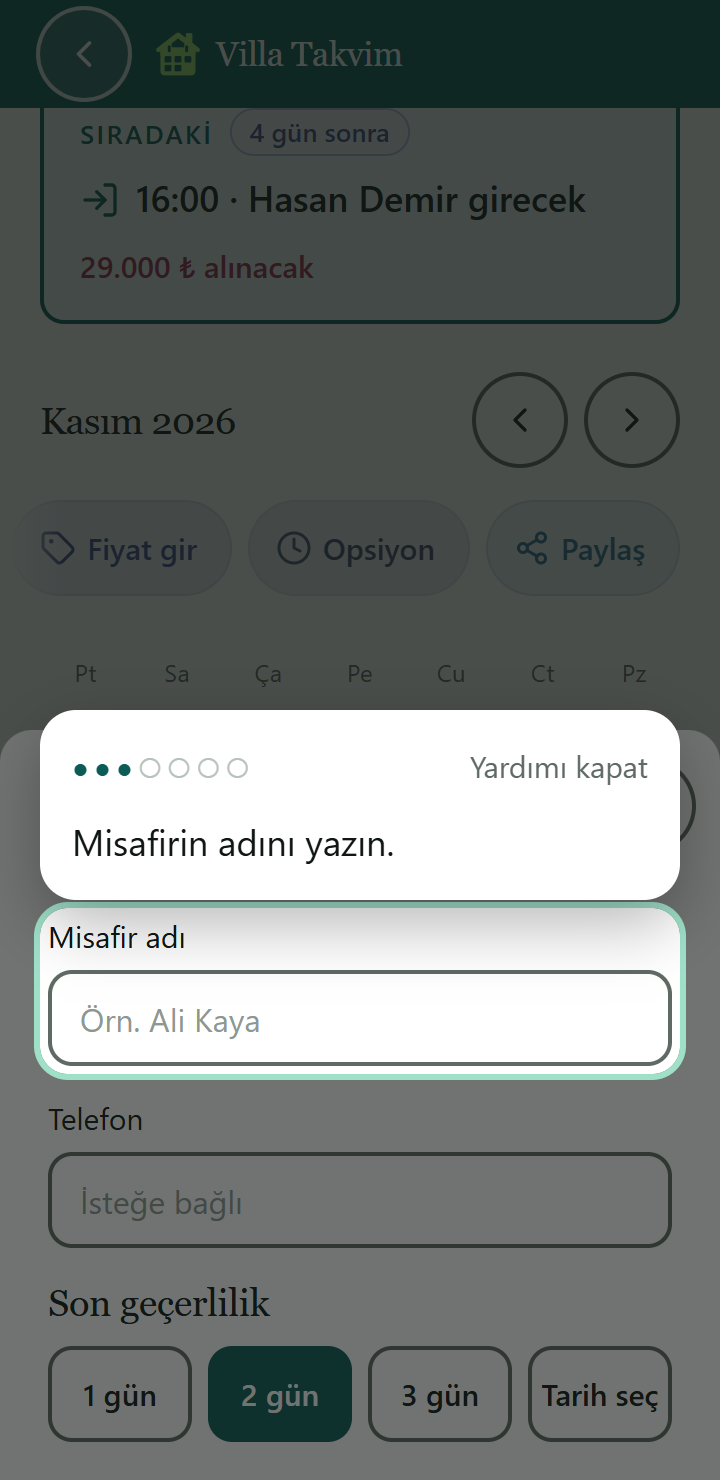 Villa Takvim
SIRADAKİ 4 gün sonra
16:00 · Hasan Demir girecek
29.000 ₺ alınacak
Kasım 2026
Fiyat gir Opsiyon Paylaş
Pt Sa Ça Pe Cu Ct Pz
Yardımı kapat
Misafirin adını yazın.
Misafir adı
Örn. Ali Kaya
Telefon
İsteğe bağlı
Son geçerlilik
1 gün 2 gün 3 gün Tarih seç